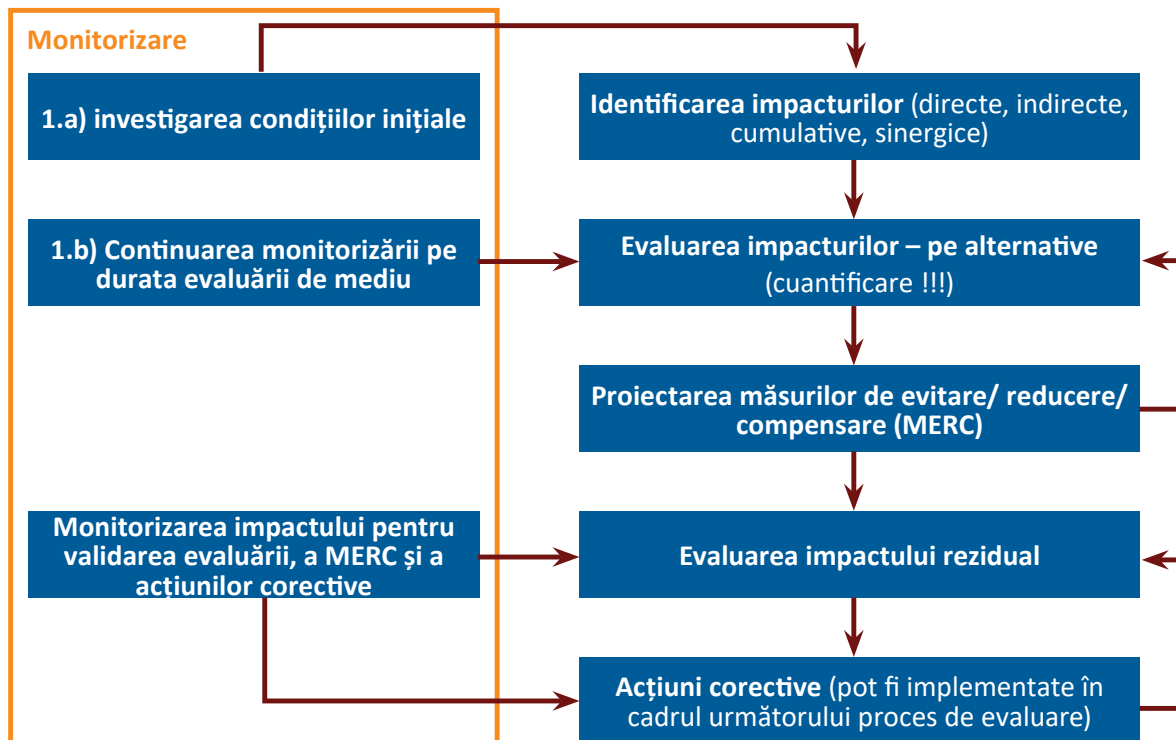 Monitorizare
1.a) investigarea condițiilor inițiale
Identificarea impacturilor (directe, indirecte,
cumulative, sinergice)
1.b) Continuarea monitorizării pe
durata evaluării de mediu
Evaluarea impacturilor – pe alternative
(cuantificare !!!)
Proiectarea măsurilor de evitare/ reducere/
compensare (MERC)
Monitorizarea impactului pentru
validarea evaluării, a MERC și a
acțiunilor corective
Evaluarea impactului rezidual
Acțiuni corective (pot fi implementate în
cadrul următorului proces de evaluare)